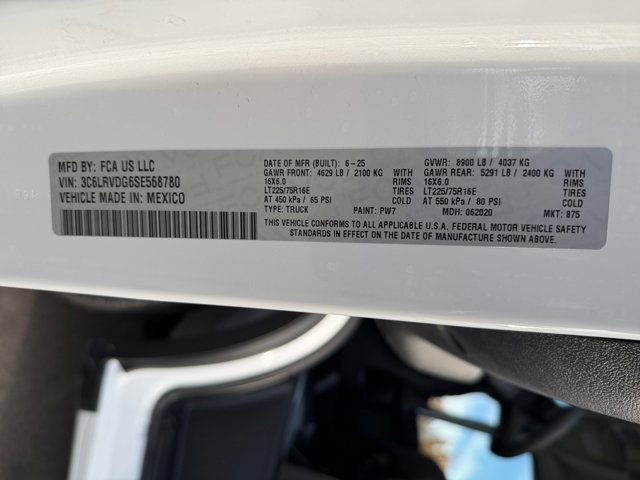 MFD BY: FCA US LLC
VIN: 3C6LRVDG6SE568780
VEHICLE MADE IN: MEXICO
DATE OF MFR (BUILT): 6-25 GVWR: 8900 LB / 4037 KG
GAWR FRONT: 4629 LB / 2100 KG WITH GAWR REAR: 5291 LB / 2400 KG WITH
16X6.0 RIMS 16X6.0 RIMS
LT225/75R16E TIRES LT225/75R16E TIRES
AT 450 kPa / 65 PSI COLD AT 550 kPa / 80 PSI COLD
TYPE: TRUCK PAINT: PW7 MDH: 062020 MKT: 875
THIS VEHICLE CONFORMS TO ALL APPLICABLE U.S.A. FEDERAL MOTOR VEHICLE SAFETY
STANDARDS IN EFFECT ON THE DATE OF MANUFACTURE SHOWN ABOVE.